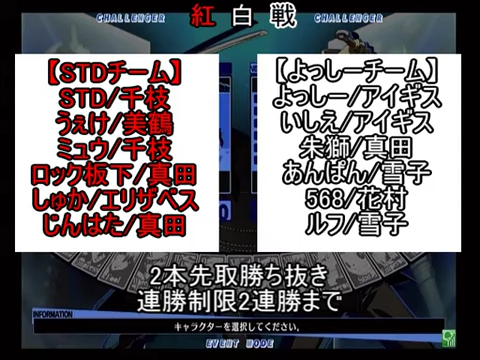 CHALLENGER
紅白戦
CHALLENGER
【STDチーム】
STD/千枝
うぇけ/美鶴
ミュウ/千枝
ロック板下/真田
しゅか/エリザベス
じんはた/真田
【よっしーチーム】
よっしー/アイギス
いしえ/アイギス
朱獅/真田
あんぱん/雪子
568/花村
ルフ/雪子
2本先取勝ち抜き
連勝制限2連勝まで
INFORMATION
キャラクターを選択してください。
EVENT MODE